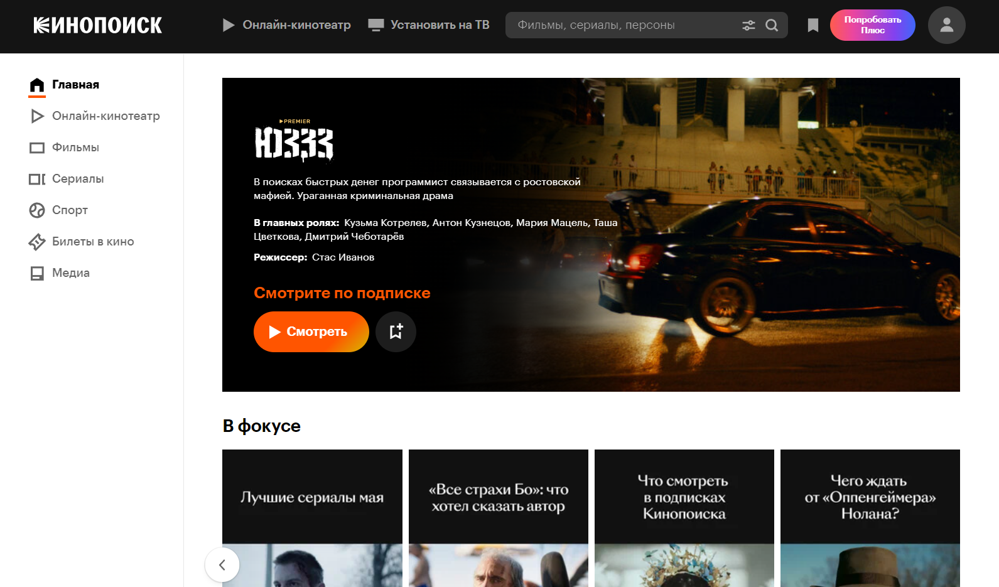 КИНОПОИСК
Онлайн-кинотеатр
Установить на ТВ
Фильмы, сериалы, персоны
Попробовать
Плюс
Главная
Онлайн-кинотеатр
Фильмы
Сериалы
Спорт
Билеты в кино
Медиа
PREMIER
ЮЗЗЗ
В поисках быстрых денег программист связывается с ростовской
мафией. Ураганная криминальная драма
В главных ролях: Кузьма Котрелев, Антон Кузнецов, Мария Мацель, Таша
Цветкова, Дмитрий Чеботарёв
Режиссер: Стас Иванов
Смотрите по подписке
Смотреть
В фокусе
Лучшие сериалы мая
«Все страхи Бо»: что
хотел сказать автор
Что смотреть
в подписках
Кинопоиска
Чего ждать
от «Оппенгеймера»
Нолана?